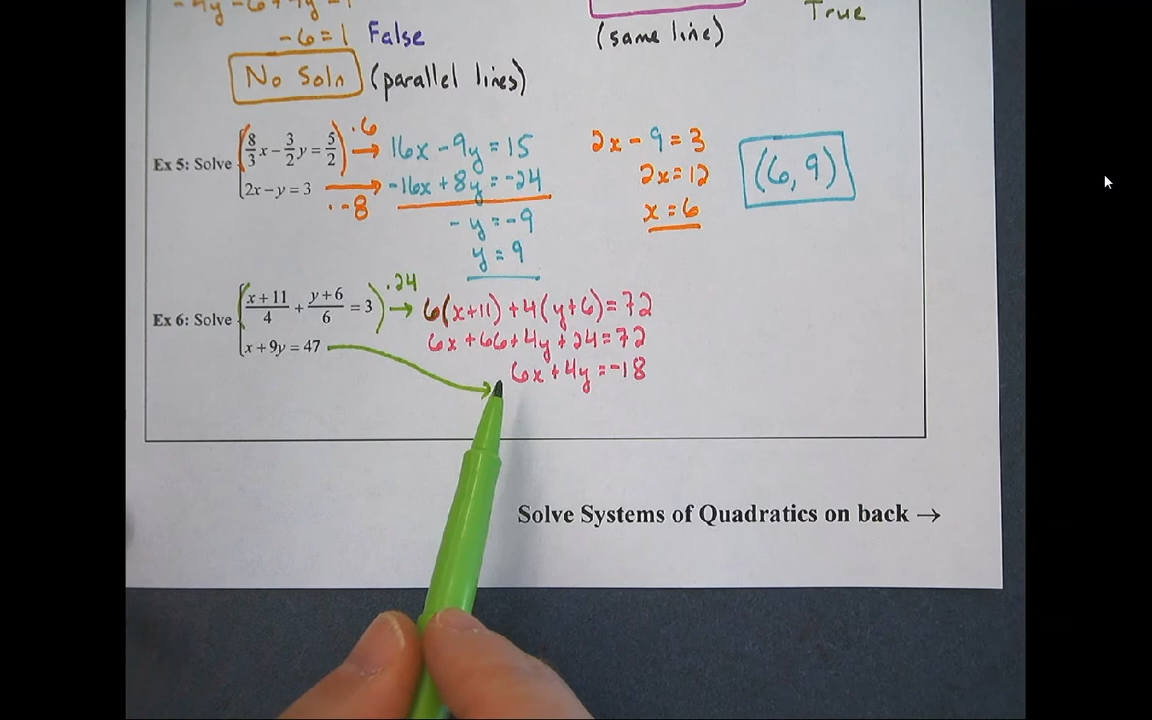 -6=1 False
True
(same line)
No Soln (parallel lines)
Ex 5: Solve { (8/3 x - 3/2 y = 5/2) ·6 → 16x - 9y = 15
2x - y = 3 → ·-8 -16x + 8y = -24
-y = -9
y = 9
2x - 9 = 3
2x = 12
x = 6
(6, 9)
Ex 6: Solve { ((x+11)/4 + (y+6)/6 = 3) ·24 → 6(x+11) + 4(y+6) = 72
x + 9y = 47
6x + 66 + 4y + 24 = 72
6x + 4y = -18
Solve Systems of Quadratics on back →